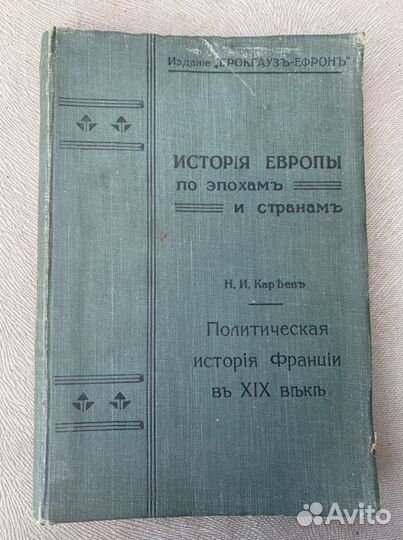 Изданіе „БРОКГАУЗЪ-ЕФРОНЪ"
ИСТОРІЯ ЕВРОПЫ
по эпохамъ
и странамъ
Н. И. Карѣевъ
Политическая
исторія Франціи
въ XIX вѣкѣ
Avito